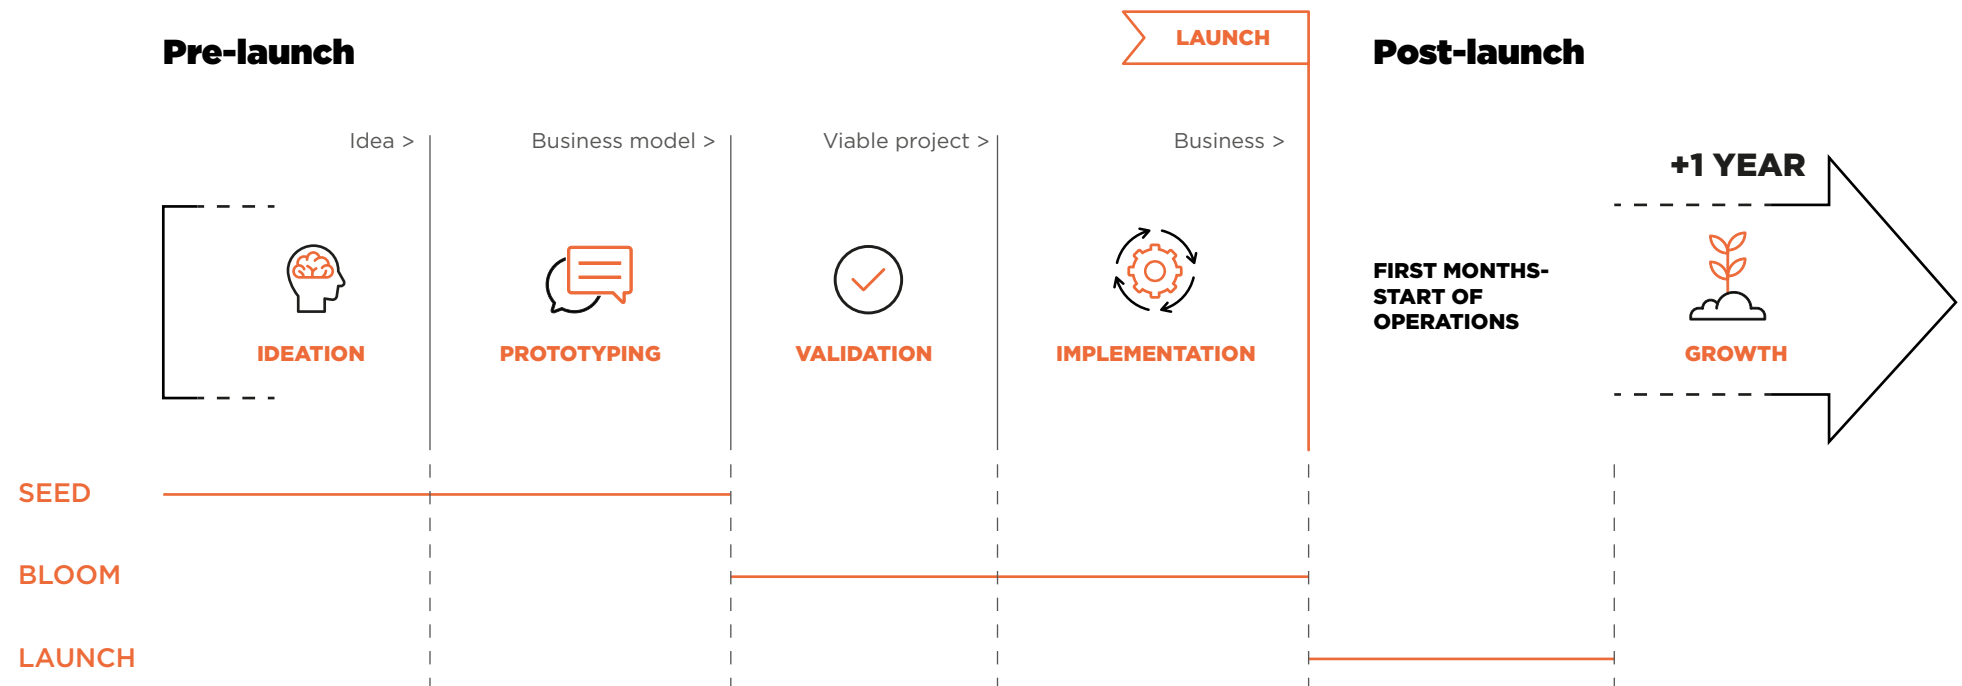 Pre-launch
LAUNCH
Post-launch
Idea >
Business model >
Viable project >
Business >
+1 YEAR
FIRST MONTHS-
START OF
OPERATIONS
IDEATION
PROTOTYPING
VALIDATION
IMPLEMENTATION
GROWTH
SEED
BLOOM
LAUNCH